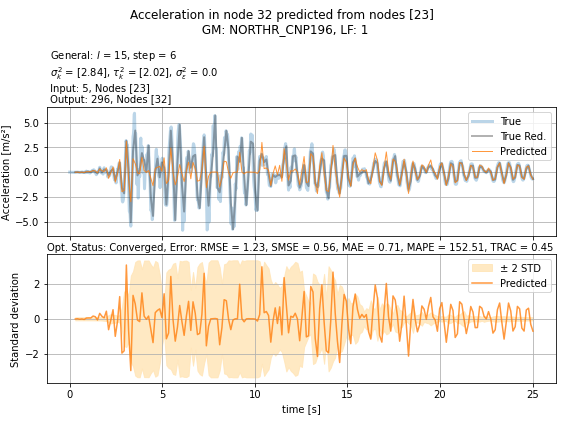 Acceleration in node 32 predicted from nodes [23]
GM: NORTHR_CNP196, LF: 1
General: l = 15, step = 6
σ²ₖ = [2.84], τ²ₖ = [2.02], σ²ε = 0.0
Input: 5, Nodes [23]
Output: 296, Nodes [32]
Acceleration [m/s²]
5.0
2.5
0.0
−2.5
−5.0
True
True Red.
Predicted
Opt. Status: Converged, Error: RMSE = 1.23, SMSE = 0.56, MAE = 0.71, MAPE = 152.51, TRAC = 0.45
Standard deviation
2
0
−2
± 2 STD
Predicted
0 5 10 15 20 25
time [s]